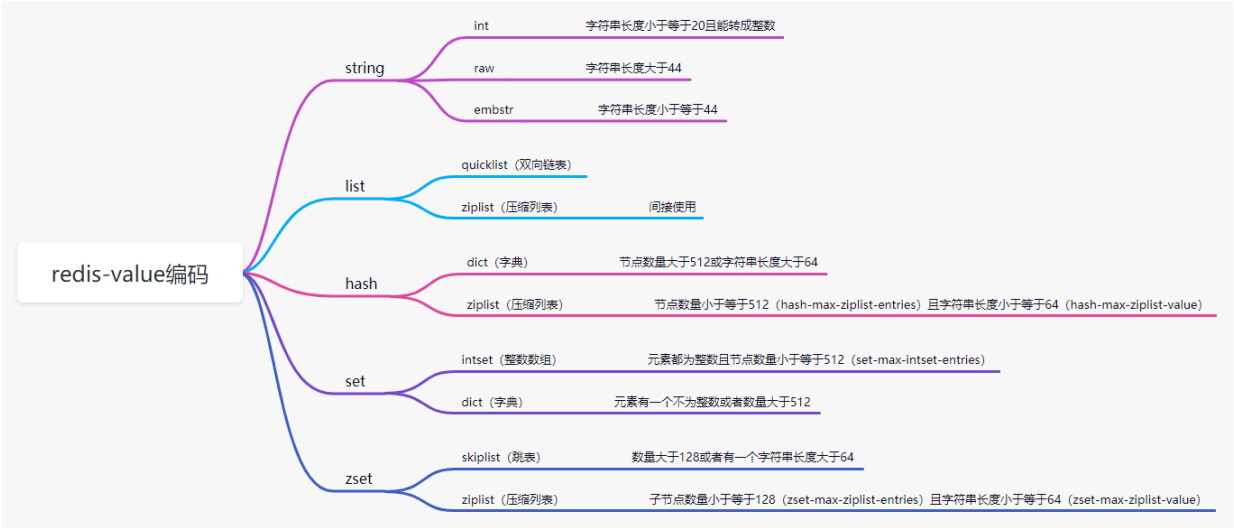 redis-value编码
string
int 字符串长度小于等于20且能转成整数
raw 字符串长度大于44
embstr 字符串长度小于等于44
list
quicklist（双向链表）
ziplist（压缩列表） 间接使用
hash
dict（字典） 节点数量大于512或字符串长度大于64
ziplist（压缩列表） 节点数量小于等于512（hash-max-ziplist-entries）且字符串长度小于等于64（hash-max-ziplist-value）
set
intset（整数数组） 元素都为整数且节点数量小于等于512（set-max-intset-entries）
dict（字典） 元素有一个不为整数或者数量大于512
zset
skiplist（跳表） 数量大于128或者有一个字符串长度大于64
ziplist（压缩列表） 子节点数量小于等于128（zset-max-ziplist-entries）且字符串长度小于等于64（zset-max-ziplist-value）